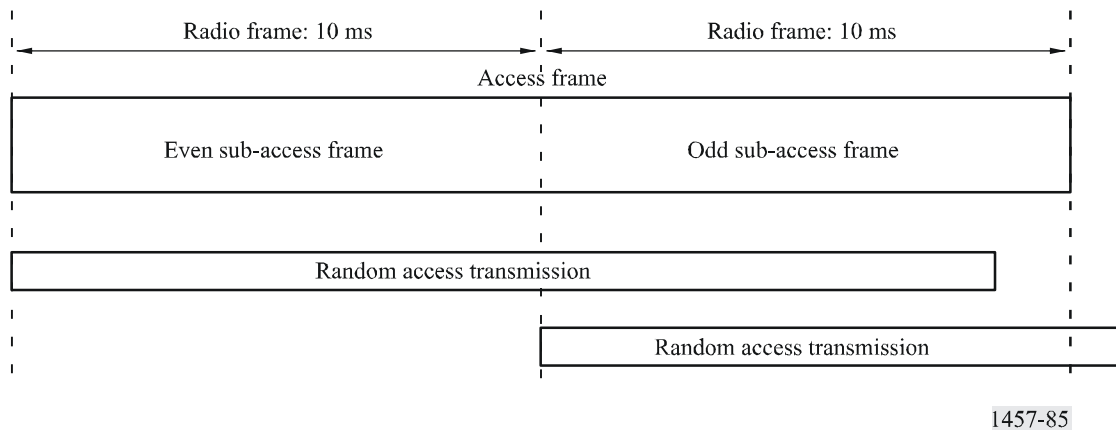 Radio frame: 10 ms
Radio frame: 10 ms
Access frame
Even sub-access frame
Odd sub-access frame
Random access transmission
Random access transmission
1457-85